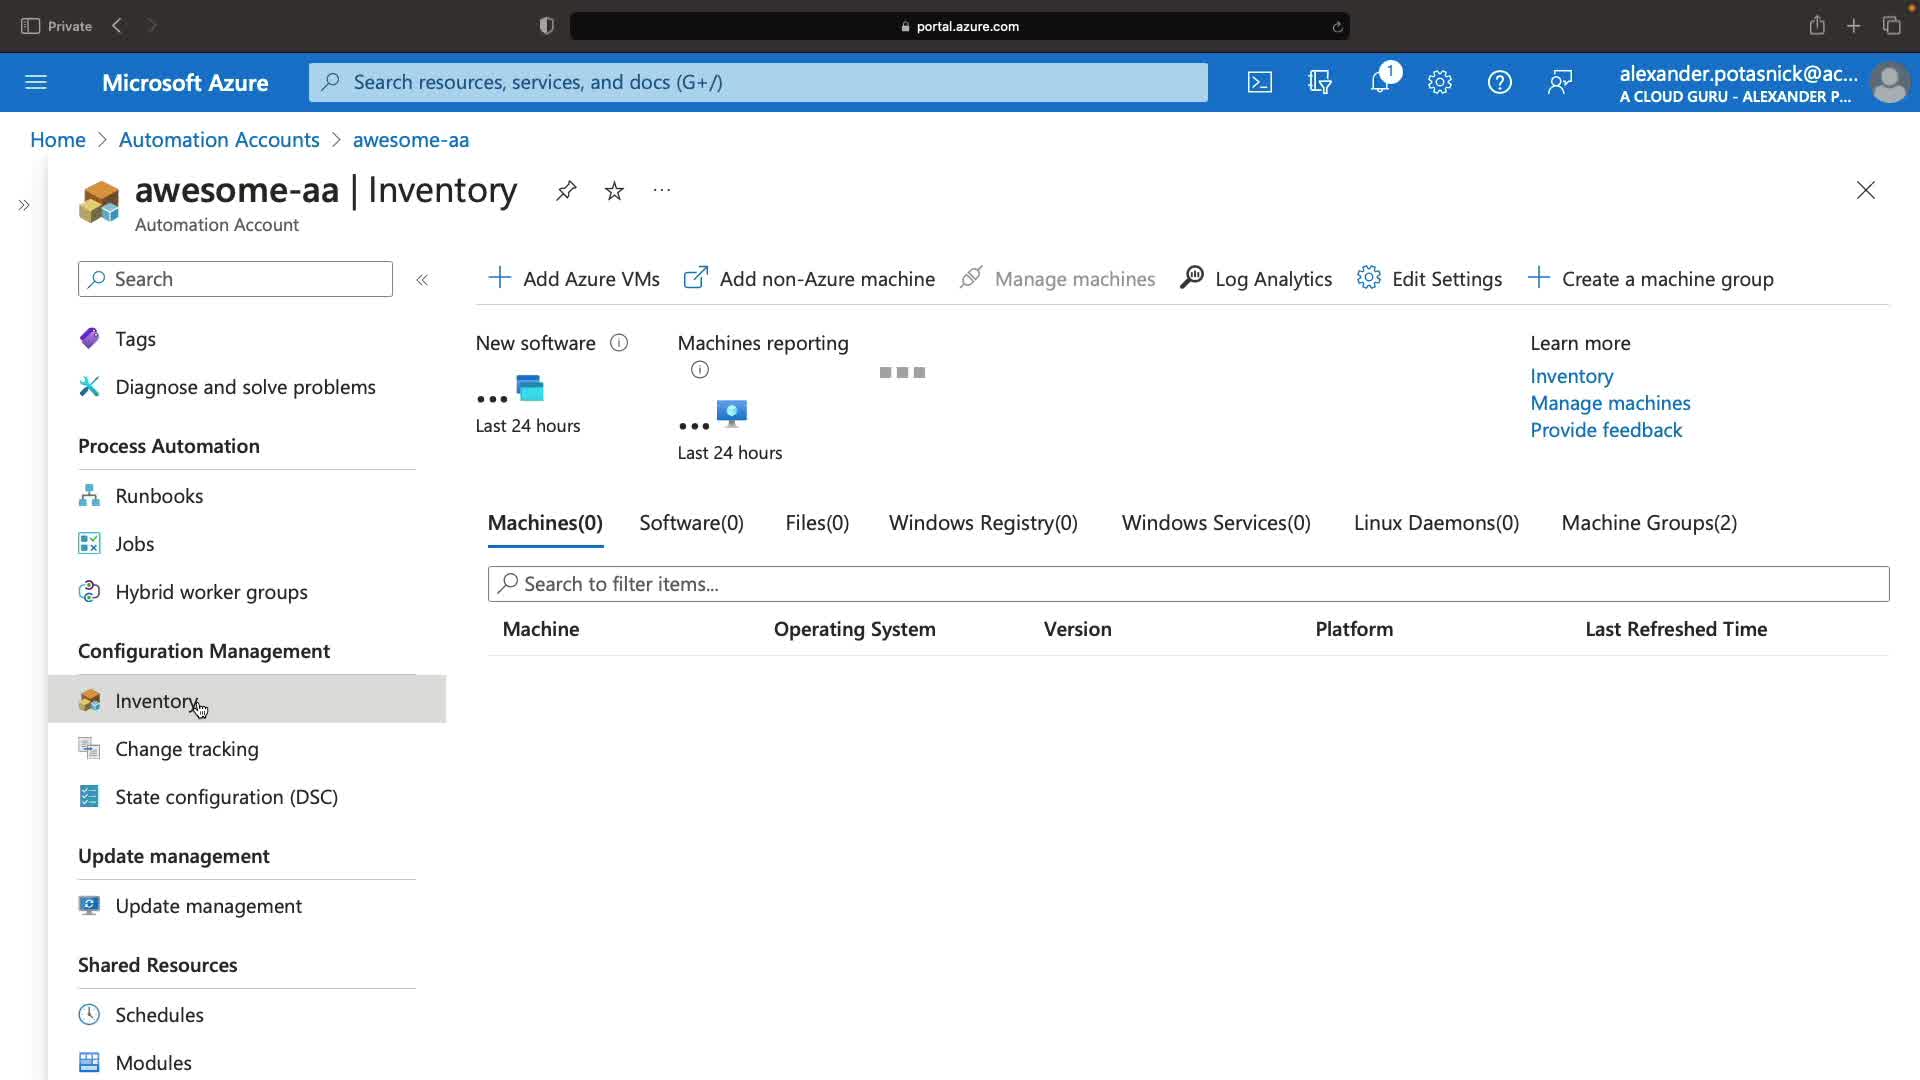 Private
portal.azure.com
Microsoft Azure
Search resources, services, and docs (G+/)
1
alexander.potasnick@ac...
A CLOUD GURU - ALEXANDER P...
Home > Automation Accounts > awesome-aa
awesome-aa | Inventory
Automation Account
Search
Tags
Diagnose and solve problems
Process Automation
Runbooks
Jobs
Hybrid worker groups
Configuration Management
Inventory
Change tracking
State configuration (DSC)
Update management
Update management
Shared Resources
Schedules
Modules
Add Azure VMs
Add non-Azure machine
Manage machines
Log Analytics
Edit Settings
Create a machine group
New software
Last 24 hours
Machines reporting
Last 24 hours
Learn more
Inventory
Manage machines
Provide feedback
Machines(0) Software(0) Files(0) Windows Registry(0) Windows Services(0) Linux Daemons(0) Machine Groups(2)
Search to filter items...
Machine Operating System Version Platform Last Refreshed Time